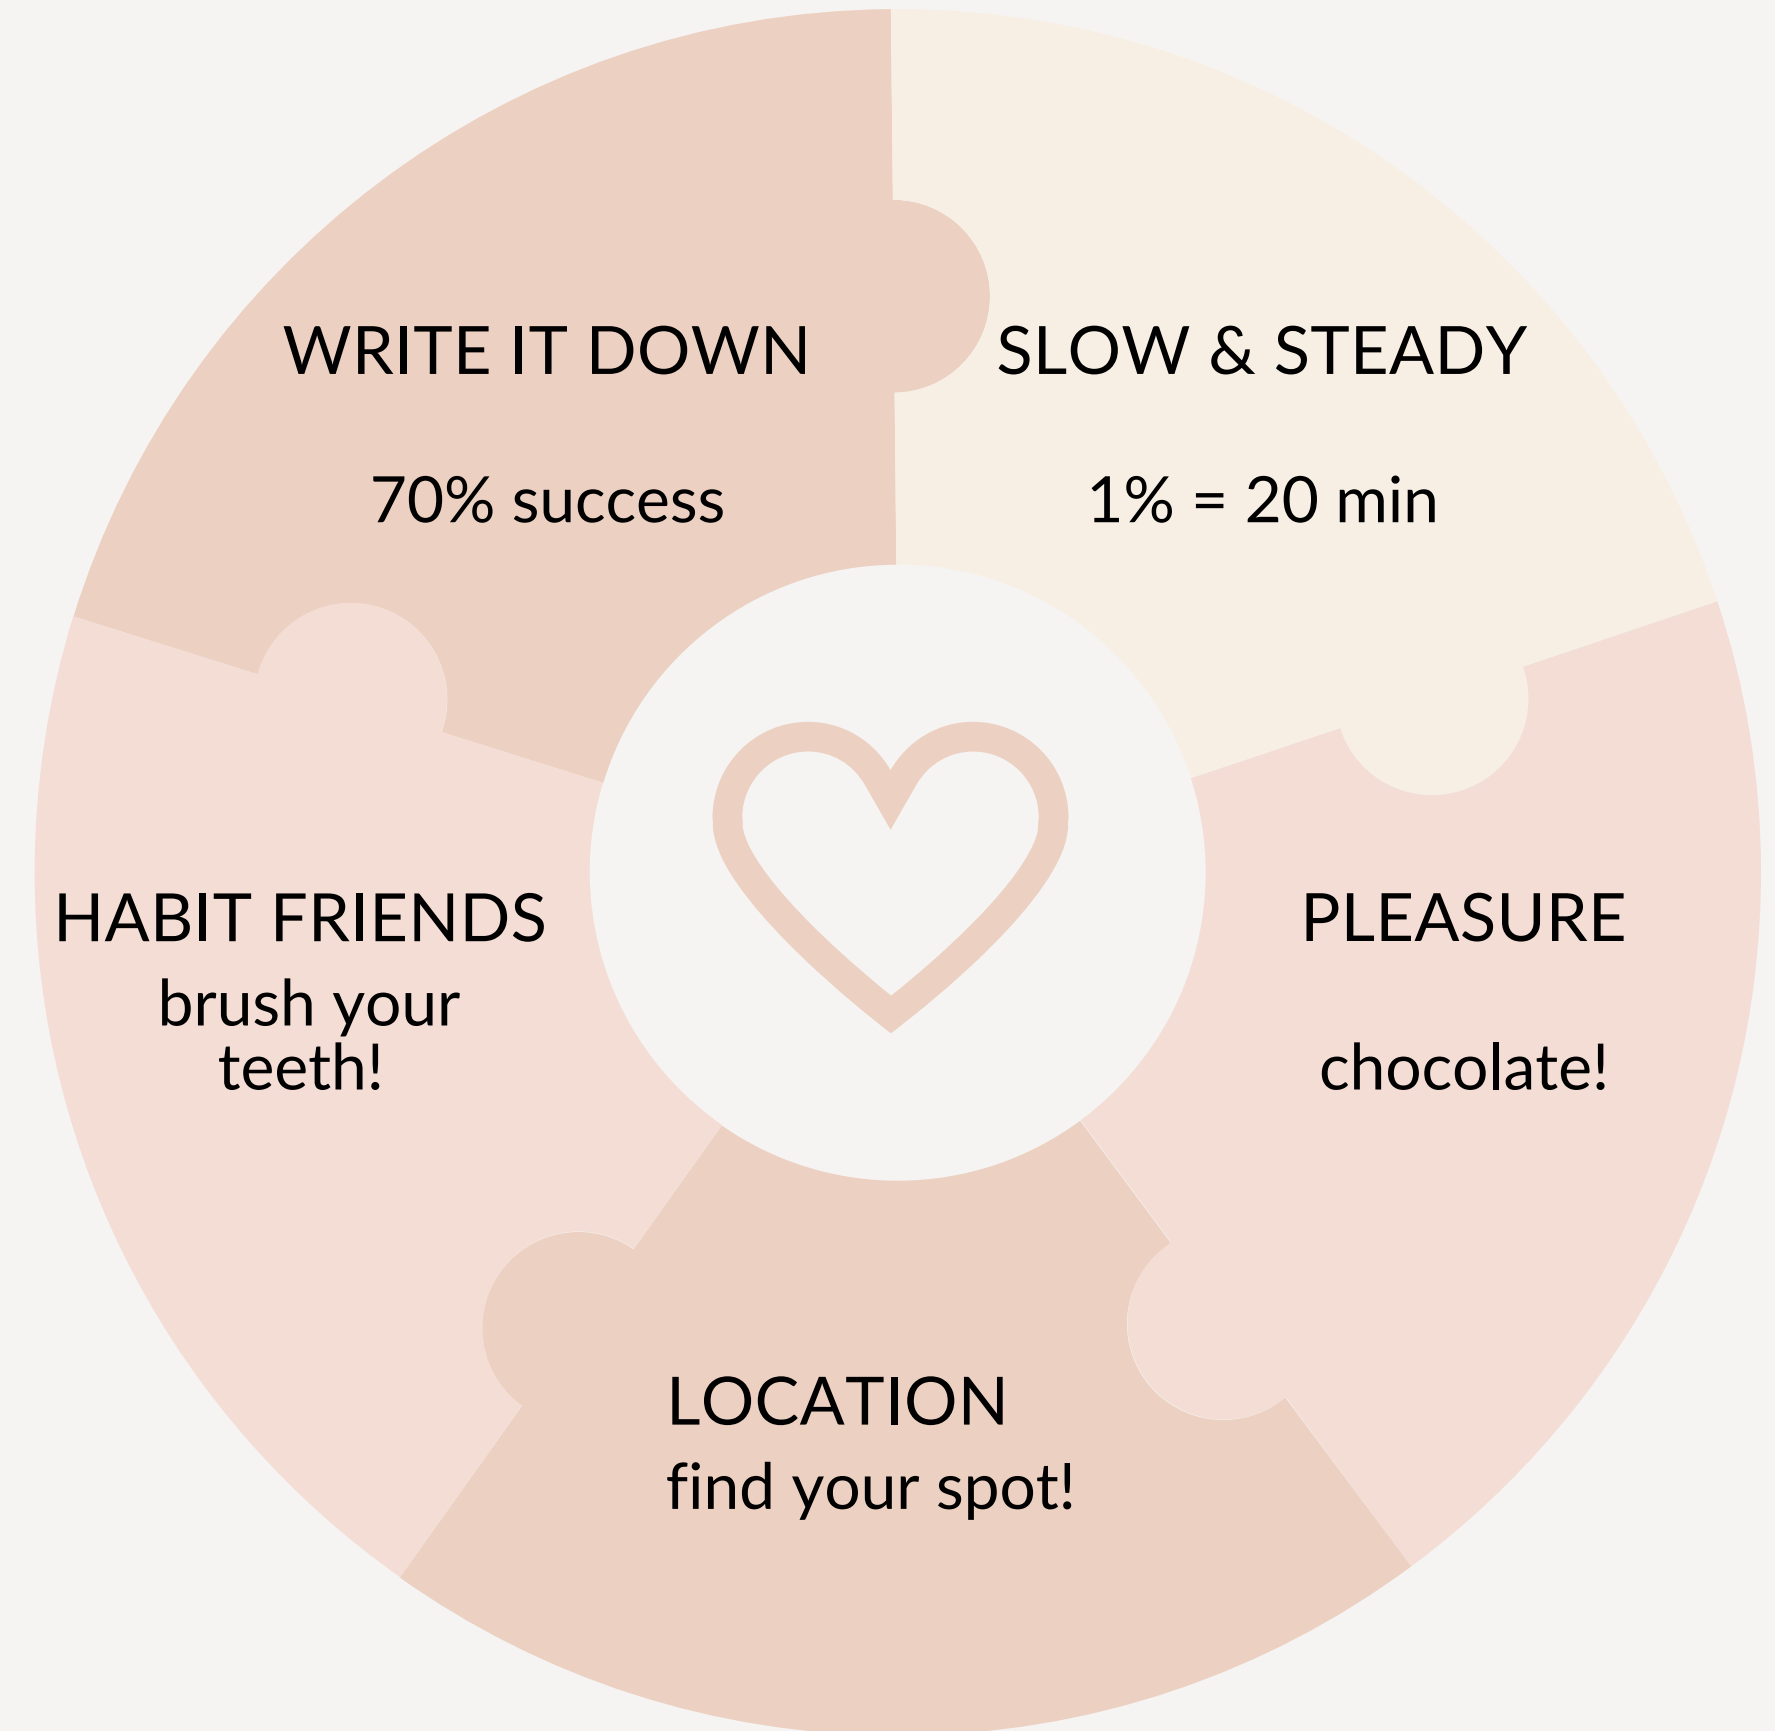 WRITE IT DOWN
70% success
SLOW & STEADY
1% = 20 min
HABIT FRIENDS
brush your
teeth!
PLEASURE
chocolate!
LOCATION
find your spot!